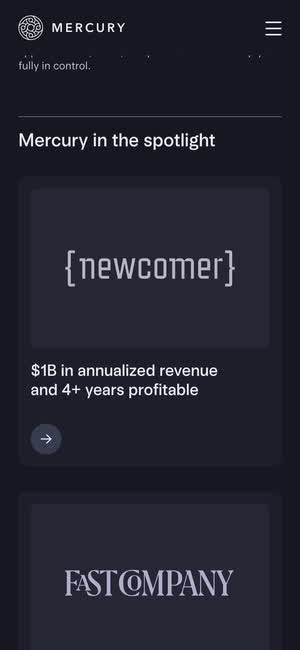 MERCURY
fully in control.
Mercury in the spotlight
{newcomer}
$1B in annualized revenue
and 4+ years profitable
FAST COMPANY